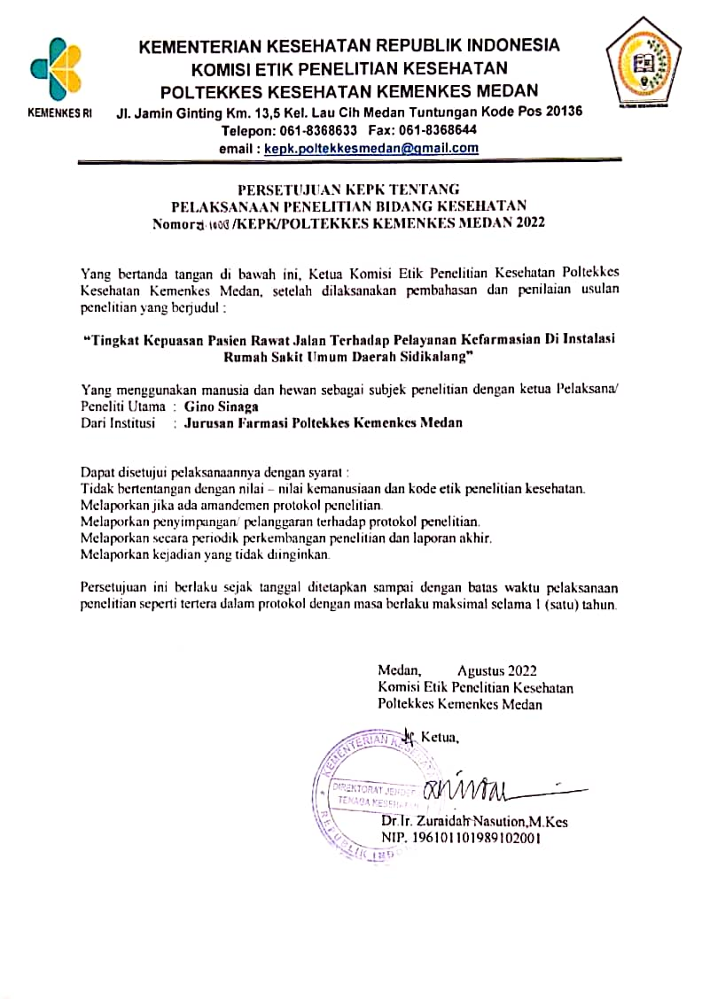 KEMENTERIAN KESEHATAN REPUBLIK INDONESIA
KOMISI ETIK PENELITIAN KESEHATAN
POLTEKKES KESEHATAN KEMENKES MEDAN
KEMENKES RI
Jl. Jamin Ginting Km. 13,5 Kel. Lau Cih Medan Tuntungan Kode Pos 20136
Telepon: 061-8368633 Fax: 061-8368644
email : kepk.poltekkesmedan@gmail.com
PERSETUJUAN KEPK TENTANG
PELAKSANAAN PENELITIAN BIDANG KESEHATAN
Nomor /KEPK/POLTEKKES KEMENKES MEDAN 2022
Yang bertanda tangan di bawah ini, Ketua Komisi Etik Penelitian Kesehatan Poltekkes
Kesehatan Kemenkes Medan, setelah dilaksanakan pembahasan dan penilaian usulan
penelitian yang berjudul :
“Tingkat Kepuasan Pasien Rawat Jalan Terhadap Pelayanan Kefarmasian Di Instalasi
Rumah Sakit Umum Daerah Sidikalang”
Yang menggunakan manusia dan hewan sebagai subjek penelitian dengan ketua Pelaksana/
Peneliti Utama : Gino Sinaga
Dari Institusi : Jurusan Farmasi Poltekkes Kemenkes Medan
Dapat disetujui pelaksanaannya dengan syarat :
Tidak bertentangan dengan nilai – nilai kemanusiaan dan kode etik penelitian kesehatan.
Melaporkan jika ada amandemen protokol penelitian.
Melaporkan penyimpangan/ pelanggaran terhadap protokol penelitian.
Melaporkan secara periodik perkembangan penelitian dan laporan akhir.
Melaporkan kejadian yang tidak diinginkan.
Persetujuan ini berlaku sejak tanggal ditetapkan sampai dengan batas waktu pelaksanaan
penelitian seperti tertera dalam protokol dengan masa berlaku maksimal selama 1 (satu) tahun.
Medan, Agustus 2022
Komisi Etik Penelitian Kesehatan
Poltekkes Kemenkes Medan
Ketua,
KEMENTERIAN
DIREKTORAT
TENAGA
REPUBLIK
Dr.Ir. Zuraidah Nasution,M.Kes
NIP. 196101101989102001